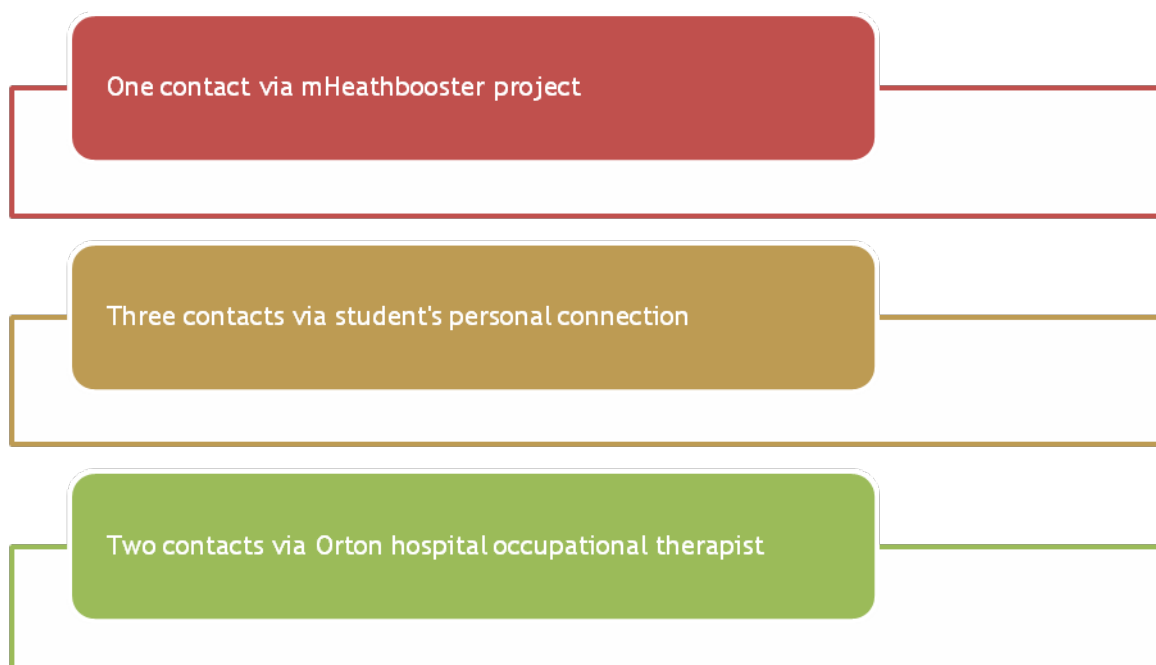 One contact via mHeathbooster project
Three contacts via student's personal connection
Two contacts via Orton hospital occupational therapist